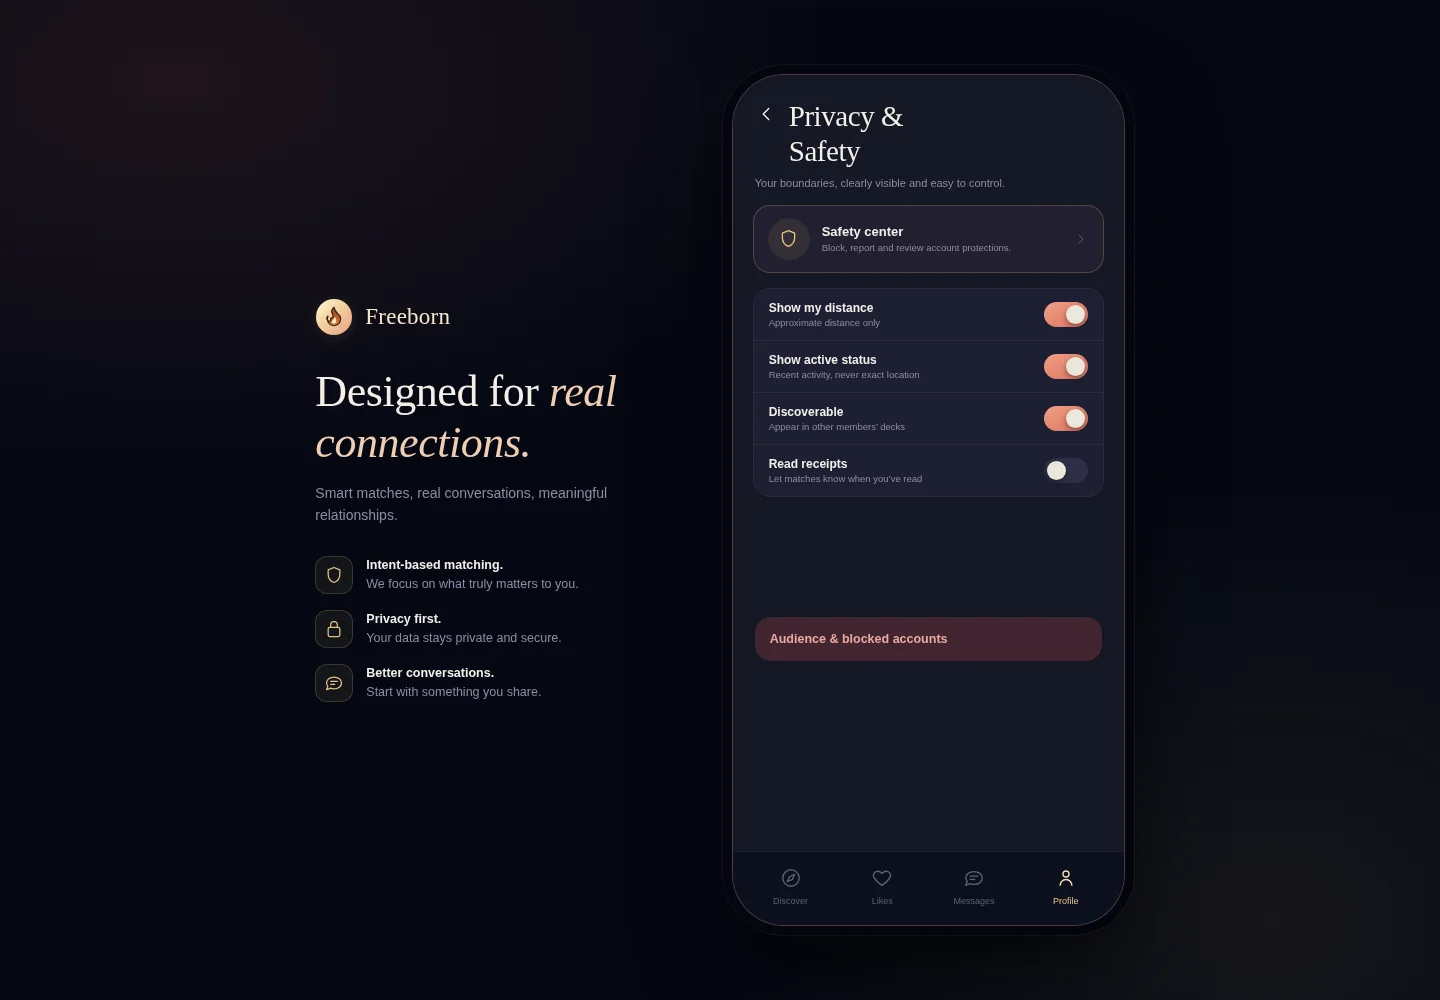 Freeborn
Designed for real
connections.
Smart matches, real conversations, meaningful
relationships.
Intent-based matching.
We focus on what truly matters to you.
Privacy first.
Your data stays private and secure.
Better conversations.
Start with something you share.
Privacy &
Safety
Your boundaries, clearly visible and easy to control.
Safety center
Block, report and review account protections.
Show my distance
Approximate distance only
Show active status
Recent activity, never exact location
Discoverable
Appear in other members' decks
Read receipts
Let matches know when you've read
Audience & blocked accounts
Discover
Likes
Messages
Profile